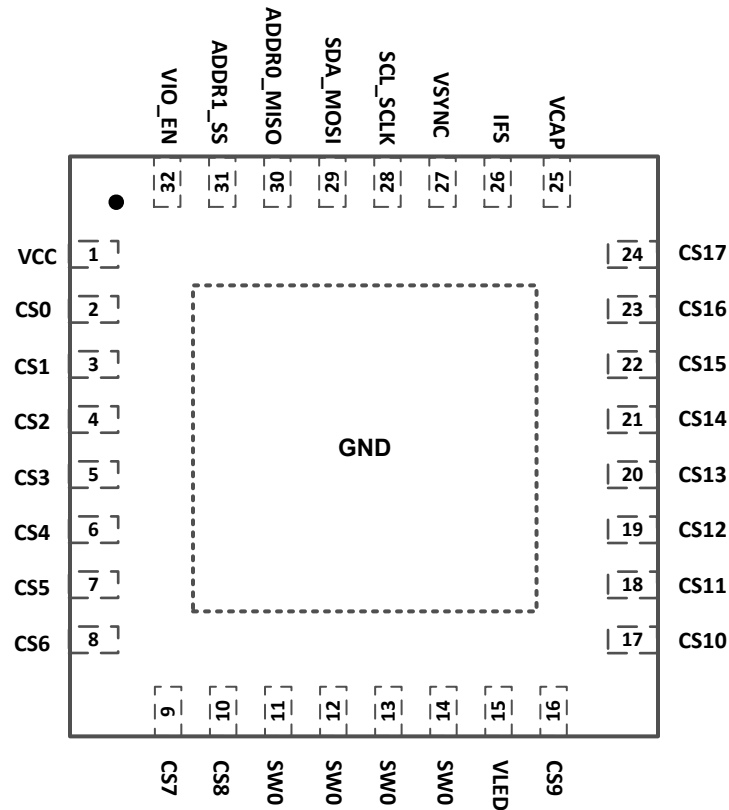 VIO_EN
ADDR1_SS
ADDR0_MISO
SDA_MOSI
SCL_SCLK
VSYNC
IFS
VCAP
32
31
30
29
28
27
26
25
VCC 1
24 CS17
CS0 2
23 CS16
CS1 3
22 CS15
CS2 4
21 CS14
CS3 5
20 CS13
CS4 6
19 CS12
CS5 7
18 CS11
CS6 8
17 CS10
GND
9
10
11
12
13
14
15
16
CS7
CS8
SW0
SW0
SW0
SW0
VLED
CS9